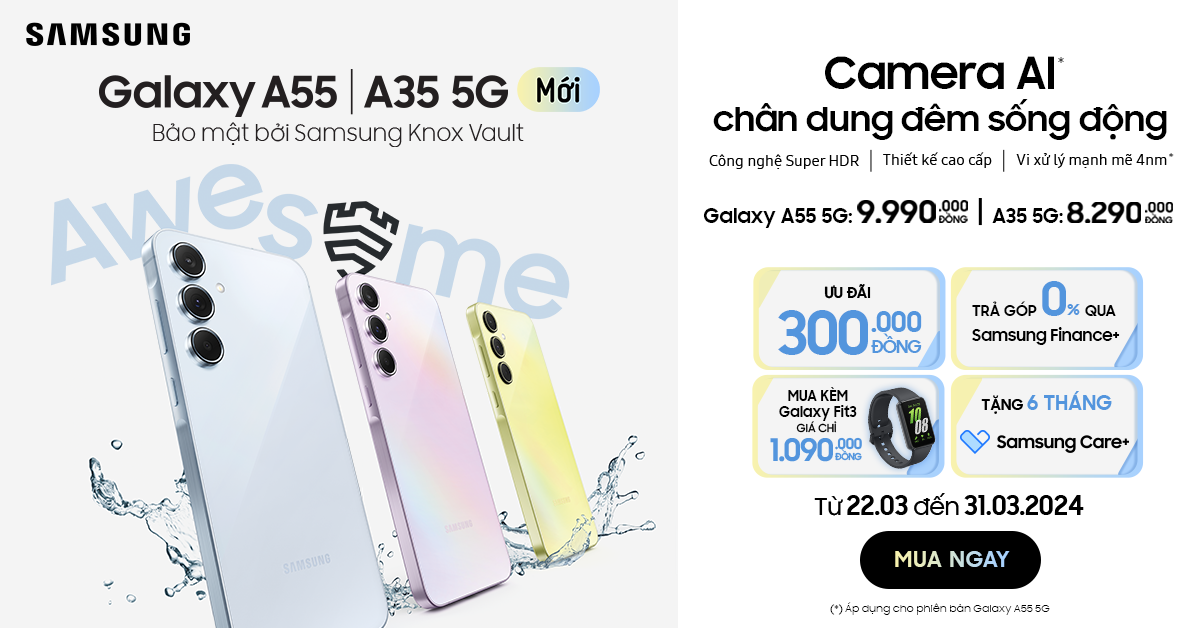 SAMSUNG
Galaxy A55 | A35 5G Mới
Bảo mật bởi Samsung Knox Vault
Awesome
SAMSUNG
SAMSUNG
SAMSUNG
Camera AI*
chân dung đêm sống động
Công nghệ Super HDR | Thiết kế cao cấp | Vi xử lý mạnh mẽ 4nm*
Galaxy A55 5G: 9.990.000 ĐỒNG | A35 5G: 8.290.000 ĐỒNG
ƯU ĐÃI
300.000 ĐỒNG
TRẢ GÓP 0% QUA
Samsung Finance+
MUA KÈM
Galaxy Fit3
GIÁ CHỈ
1.090.000 ĐỒNG
10
08
TẶNG 6 THÁNG
Samsung Care+
Từ 22.03 đến 31.03.2024
MUA NGAY
(*) Áp dụng cho phiên bản Galaxy A55 5G